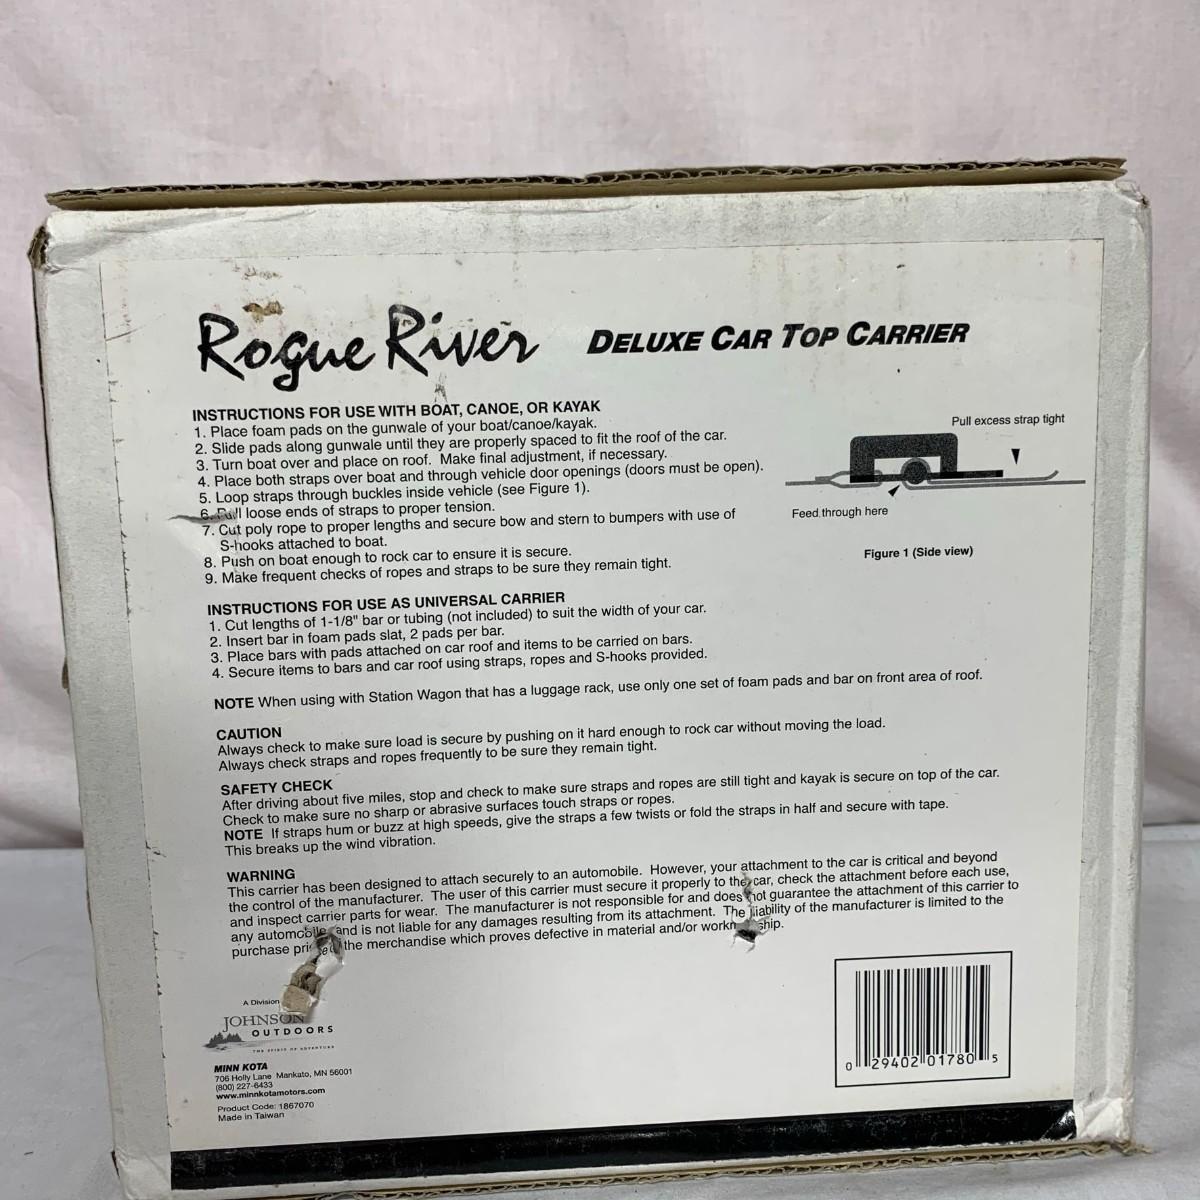 Rogue River DELUXE CAR TOP CARRIER
INSTRUCTIONS FOR USE WITH BOAT, CANOE, OR KAYAK
1. Place foam pads on the gunwale of your boat/canoe/kayak.
2. Slide pads along gunwale until they are properly spaced to fit the roof of the car.
3. Turn boat over and place on roof. Make final adjustment, if necessary.
4. Place both straps over boat and through vehicle door openings (doors must be open).
5. Loop straps through buckles inside vehicle (see Figure 1).
6. Pull loose ends of straps to proper tension.
7. Cut poly rope to proper lengths and secure bow and stern to bumpers with use of
S-hooks attached to boat.
8. Push on boat enough to rock car to ensure it is secure.
9. Make frequent checks of ropes and straps to be sure they remain tight.
Pull excess strap tight
Feed through here
Figure 1 (Side view)
INSTRUCTIONS FOR USE AS UNIVERSAL CARRIER
1. Cut lengths of 1-1/8" bar or tubing (not included) to suit the width of your car.
2. Insert bar in foam pads slat, 2 pads per bar.
3. Place bars with pads attached on car roof and items to be carried on bars.
4. Secure items to bars and car roof using straps, ropes and S-hooks provided.
NOTE When using with Station Wagon that has a luggage rack, use only one set of foam pads and bar on front area of roof.
CAUTION
Always check to make sure load is secure by pushing on it hard enough to rock car without moving the load.
Always check straps and ropes frequently to be sure they remain tight.
SAFETY CHECK
After driving about five miles, stop and check to make sure straps and ropes are still tight and kayak is secure on top of the car.
Check to make sure no sharp or abrasive surfaces touch straps or ropes.
NOTE If straps hum or buzz at high speeds, give the straps a few twists or fold the straps in half and secure with tape.
This breaks up the wind vibration.
WARNING
This carrier has been designed to attach securely to an automobile. However, your attachment to the car is critical and beyond
the control of the manufacturer. The user of this carrier must secure it properly to the car, check the attachment before each use,
and inspect carrier parts for wear. The manufacturer is not responsible for and does not guarantee the attachment of this carrier to
any automobile and is not liable for any damages resulting from its attachment. The liability of the manufacturer is limited to the
purchase the merchandise which proves defective in material and/or
A Division
JOHNSON
OUTDOORS
THE SPIRIT OF ADVENTURE
MINN KOTA
706 Holly Lane Mankato, MN 56001
(800) 227-6433
www.minnkotamotors.com
Product Code: 1867070
Made in Taiwan
0 29402 01780 5